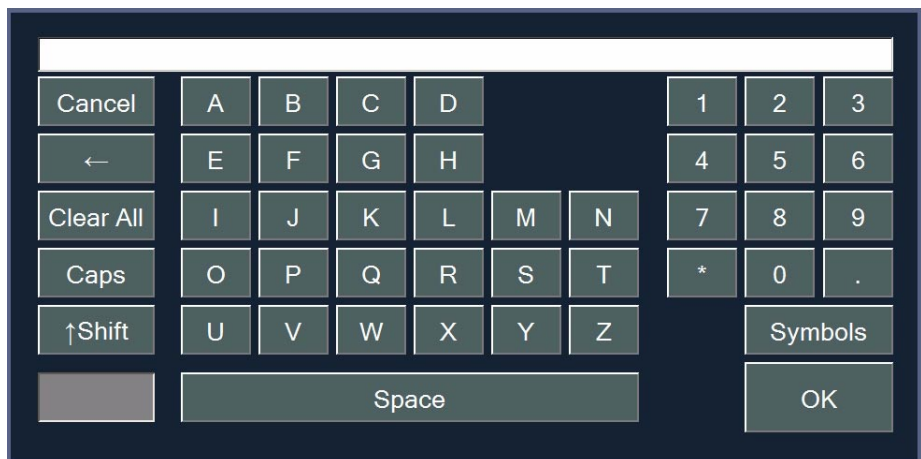 Cancel A B C D 1 2 3
← E F G H 4 5 6
Clear All I J K L M N 7 8 9
Caps O P Q R S T * 0 .
↑Shift U V W X Y Z Symbols
Space OK